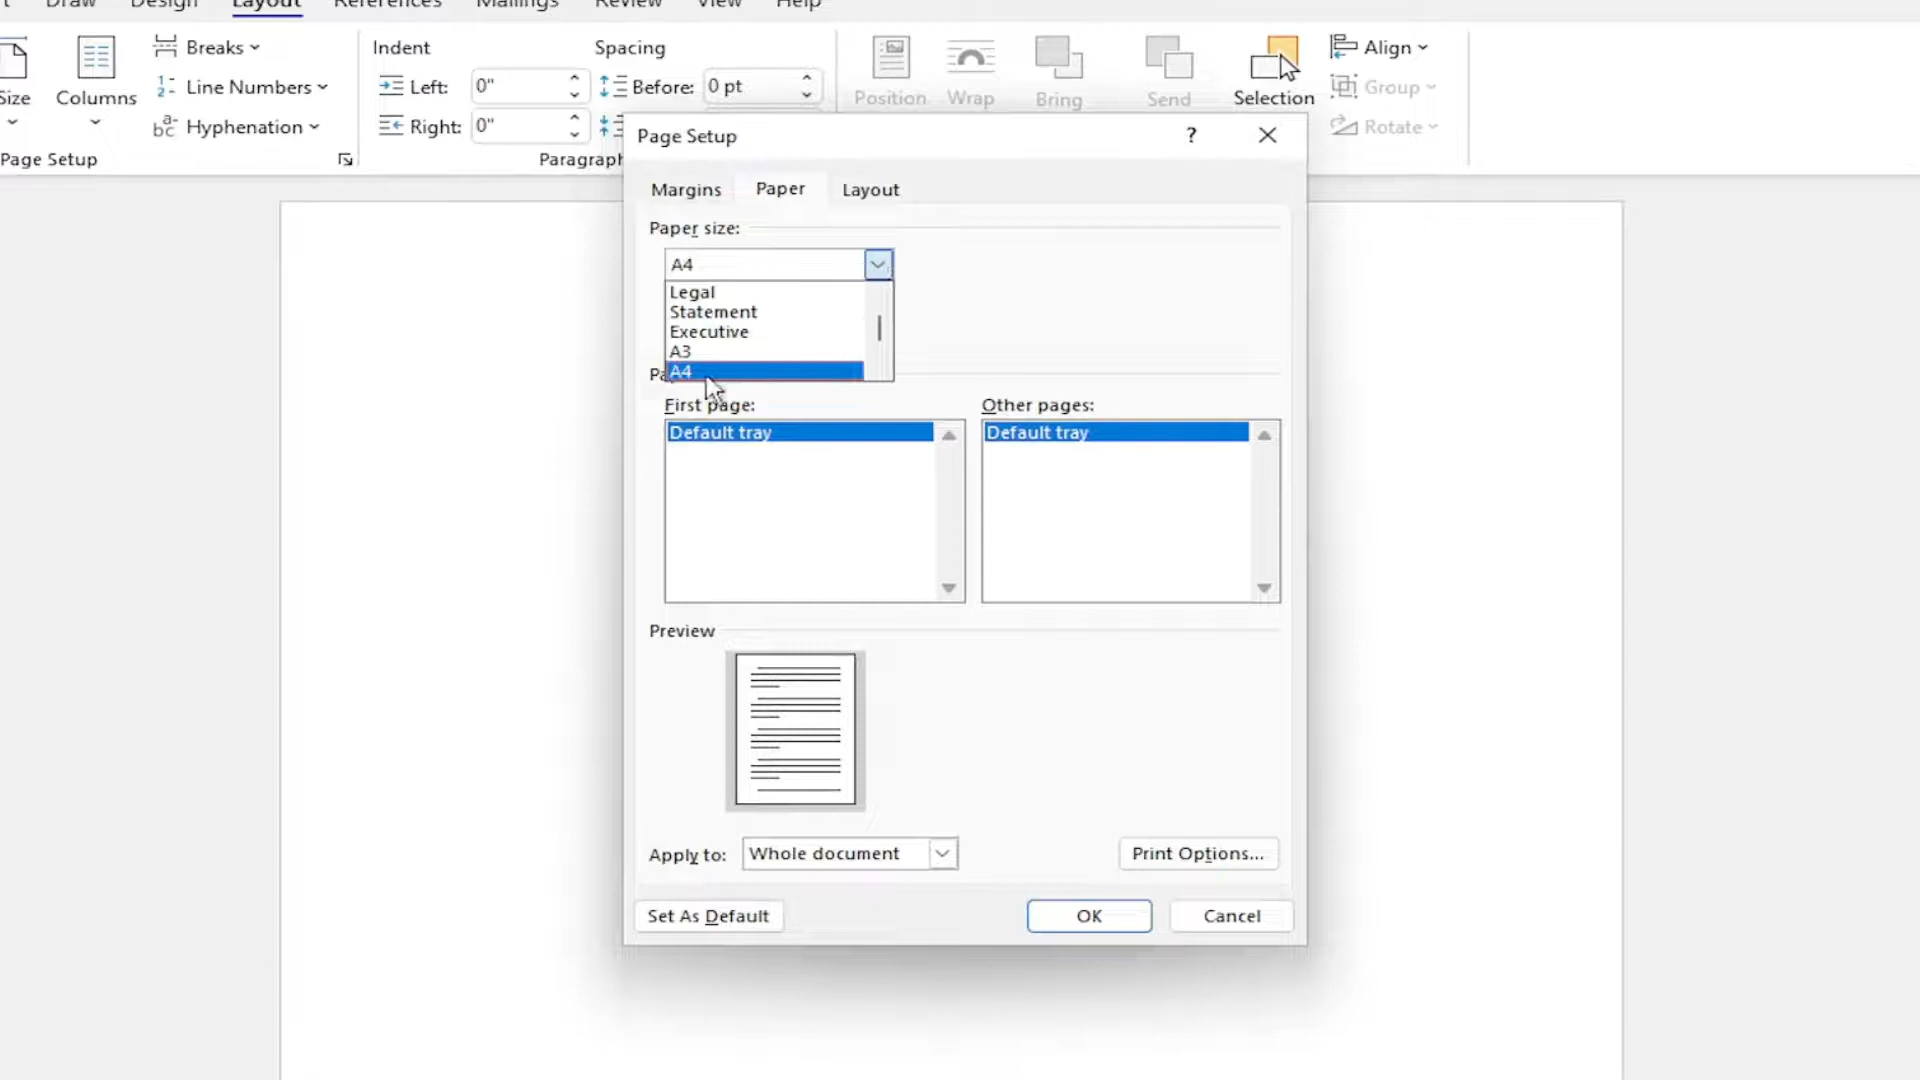 Draw Design Layout References Mailings Review View Help
Breaks Indent Spacing Align
Line Numbers Left: 0" Before: 0 pt Group
Size Columns Position Wrap Bring Send Selection
Hyphenation Right: 0" Rotate
Page Setup Paragraph
Page Setup ? 
Margins Paper Layout
Paper size:
A4
Legal
Statement
Executive
A3
A4
First page: Other pages:
Default tray Default tray
Preview
Apply to: Whole document Print Options...
Set As Default OK Cancel